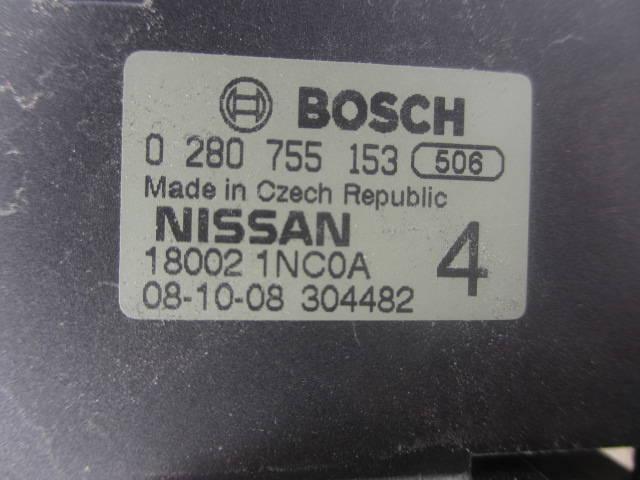 BOSCH
0 280 755 153 506
Made in Czech Republic
NISSAN
18002 1NC0A 4
08-10-08 304482